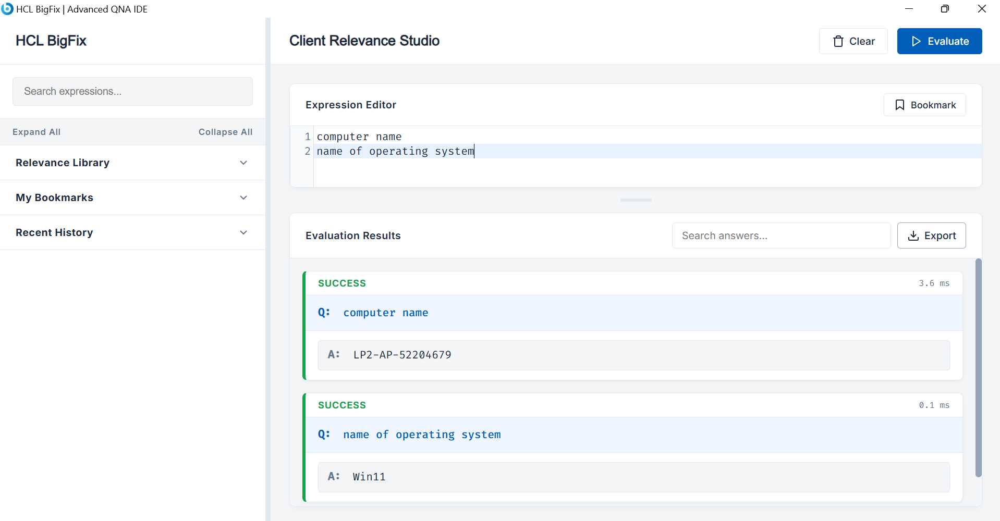 HCL BigFix | Advanced QNA IDE
HCL BigFix
Client Relevance Studio
Clear
Evaluate
Search expressions...
Expand All
Collapse All
Relevance Library
My Bookmarks
Recent History
Expression Editor
Bookmark
1 computer name
2 name of operating system
Evaluation Results
Search answers...
Export
SUCCESS
3.6 ms
Q: computer name
A: LP2-AP-52204679
SUCCESS
0.1 ms
Q: name of operating system
A: Win11